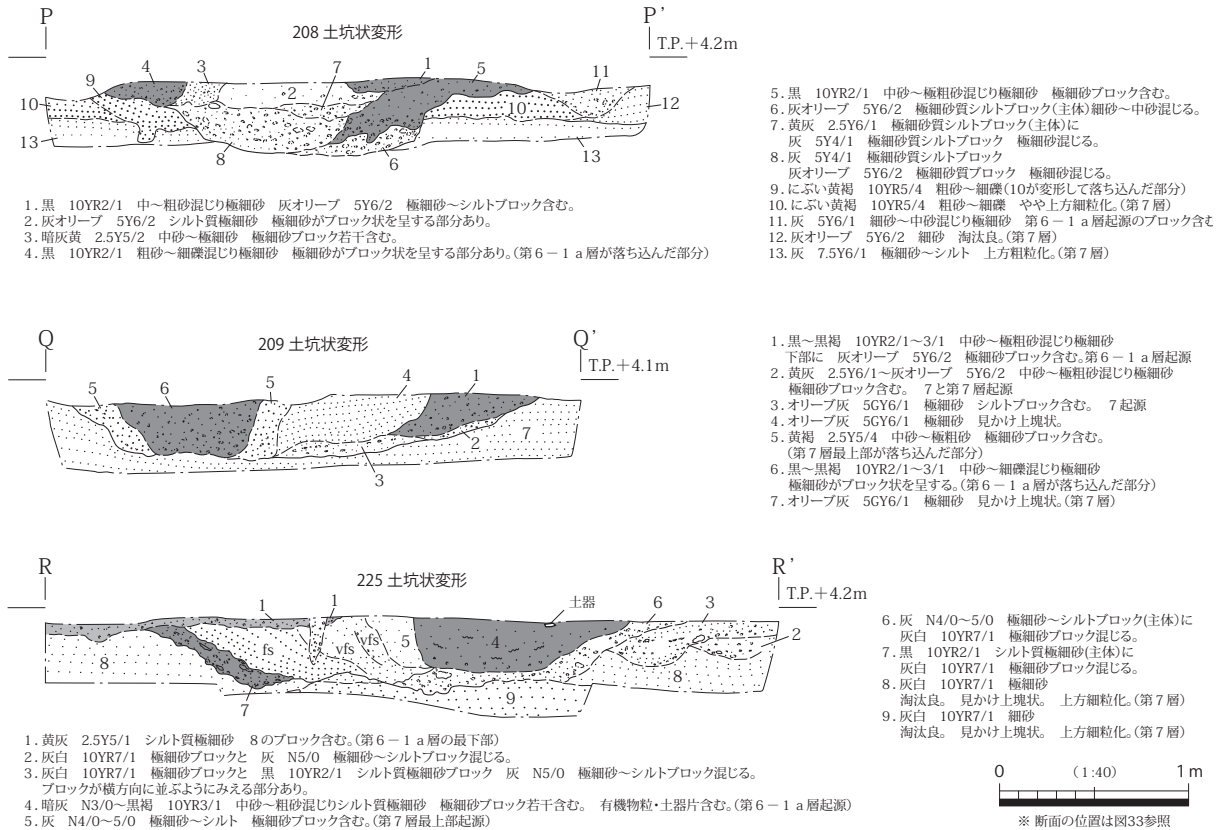 P
P’
208 土坑状変形
T.P.＋4.2m
9 4 3 2 7 1 5 11
10 10 12
13 8 6 13
1. 黒 10YR2/1 中～粗砂混じり極細砂 灰オリーブ 5Y6/2 極細砂～シルトブロック含む。
2. 灰オリーブ 5Y6/2 シルト質極細砂 極細砂がブロック状を呈する部分あり。
3. 暗灰黄 2.5Y5/2 中砂～極細砂 極細砂ブロック若干含む。
4. 黒 10YR2/1 粗砂～細礫混じり極細砂 極細砂がブロック状を呈する部分あり。(第６－１ａ層が落ち込んだ部分)
5. 黒 10YR2/1 中砂～極粗砂混じり極細砂 極細砂ブロック含む。
6. 灰オリーブ 5Y6/2 極細砂質シルトブロック(主体)細砂～中砂混じる。
7. 黄灰 2.5Y6/1 極細砂質シルトブロック(主体)に
灰 5Y4/1 極細砂質シルトブロック 極細砂混じる。
8. 灰 5Y4/1 極細砂質シルトブロック
灰オリーブ 5Y6/2 極細砂質ブロック 極細砂混じる。
9. にぶい黄褐 10YR5/4 粗砂～細礫(10が変形して落ち込んだ部分)
10. にぶい黄褐 10YR5/4 粗砂～細礫 やや上方細粒化。(第７層)
11. 灰 5Y6/1 細砂～中砂混じり極細砂 第６－１ａ層起源のブロック含む
12. 灰オリーブ 5Y6/2 細砂 淘汰良。(第７層)
13. 灰 7.5Y6/1 極細砂～シルト 上方粗粒化。(第７層)
Q
Q’
209 土坑状変形
T.P.＋4.1m
5 6 5 4 1
7
2
3
1. 黒～黒褐 10YR2/1～3/1 中砂～極粗砂混じり極細砂
下部に 灰オリーブ 5Y6/2 極細砂ブロック含む。第６－１ａ層起源
2. 黄灰 2.5Y6/1～灰オリーブ 5Y6/2 中砂～極粗砂混じり極細砂
極細砂ブロック含む。 ７と第７層起源
3. オリーブ灰 5GY6/1 極細砂 シルトブロック含む。 ７起源
4. オリーブ灰 5GY6/1 極細砂 見かけ上塊状。
5. 黄褐 2.5Y5/4 中砂～極粗砂 極細砂ブロック含む。
(第７層最上部が落ち込んだ部分)
6. 黒～黒褐 10YR2/1～3/1 中砂～細礫混じり極細砂
極細砂がブロック状を呈する。(第６－１ａ層が落ち込んだ部分)
7. オリーブ灰 5GY6/1 極細砂 見かけ上塊状。(第７層)
R
R’
225 土坑状変形
T.P.＋4.2m
1 1 土器 6 3
fs vfs vfs 5 4 2
8 8
7 9
1. 黄灰 2.5Y5/1 シルト質極細砂 ８のブロック含む。(第６－１ａ層の最下部)
2. 灰白 10YR7/1 極細砂ブロックと 灰 N5/0 極細砂～シルトブロック混じる。
3. 灰白 10YR7/1 極細砂ブロックと 黒 10YR2/1 シルト質極細砂ブロック 灰 N5/0 極細砂～シルトブロック混じる。
ブロックが横方向に並ぶようにみえる部分あり。
4. 暗灰 N3/0～黒褐 10YR3/1 中砂～粗砂混じりシルト質極細砂 極細砂ブロック若干含む。 有機物粒・土器片含む。(第６－１ａ層起源)
5. 灰 N4/0～5/0 極細砂～シルト 極細砂ブロック含む。(第７層最上部起源)
6. 灰 N4/0～5/0 極細砂～シルトブロック(主体)に
灰白 10YR7/1 極細砂ブロック混じる。
7. 黒 10YR2/1 シルト質極細砂(主体)に
灰白 10YR7/1 極細砂ブロック混じる。
8. 灰白 10YR7/1 極細砂
淘汰良。 見かけ上塊状。 上方細粒化。(第７層)
9. 灰白 10YR7/1 細砂
淘汰良。 見かけ上塊状。 上方細粒化。(第７層)
0 (1:40) 1 m
※ 断面の位置は図33参照